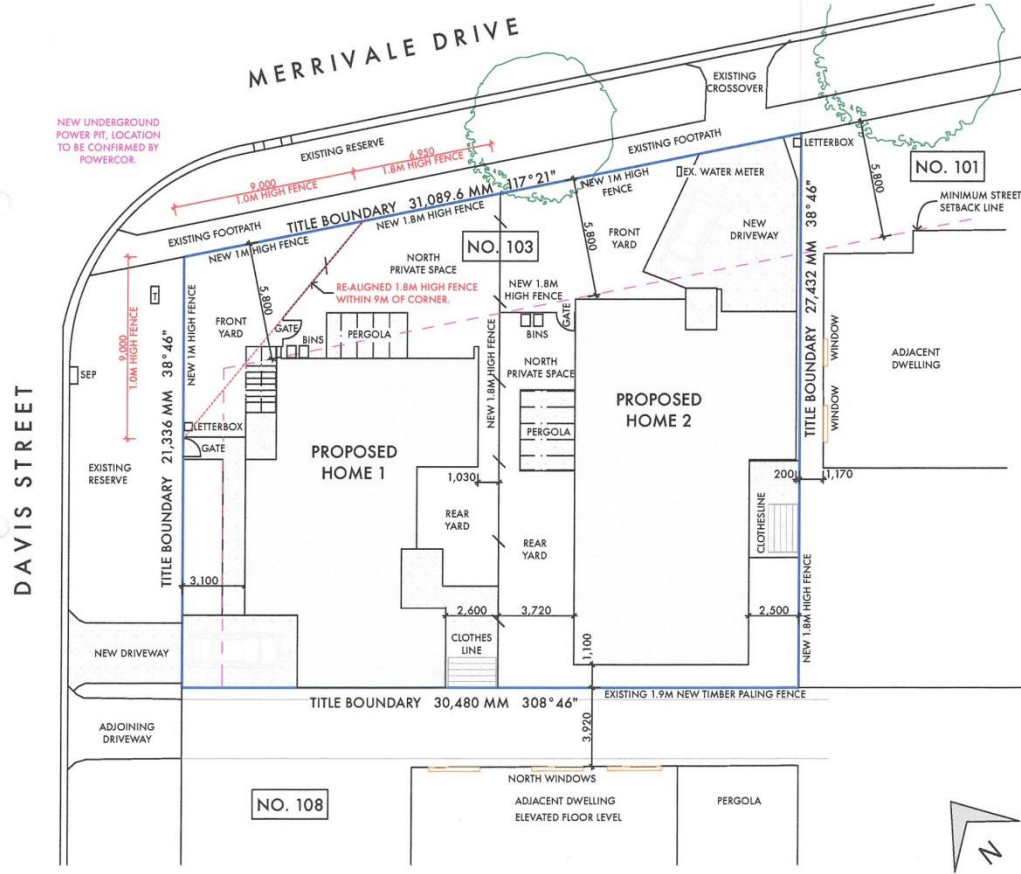 MERRIVALE DRIVE
NEW UNDERGROUND
POWER PIT, LOCATION
TO BE CONFIRMED BY
POWERCOR.
EXISTING
CROSSOVER
EXISTING RESERVE
6,950
1.8M HIGH FENCE
9,000
1.0M HIGH FENCE
EXISTING FOOTPATH
LETTERBOX
NO. 101
5,800
MINIMUM STREET
SETBACK LINE
TITLE BOUNDARY 31,089.6 MM 117°21"
NEW 1.8M HIGH FENCE
NEW 1M HIGH
FENCE
EX. WATER METER
EXISTING FOOTPATH
NEW 1M HIGH FENCE
NO. 103
FRONT
YARD
5,800
NEW
DRIVEWAY
TITLE BOUNDARY 27,432 MM 38°46"
NORTH
PRIVATE SPACE
RE-ALIGNED 1.8M HIGH FENCE
WITHIN 9M OF CORNER.
NEW 1.8M
HIGH FENCE
T
5,800
FRONT
YARD
NEW 1M HIGH FENCE
9,000
1.0M HIGH FENCE
GATE
BINS
PERGOLA
GATE
BINS
NORTH
PRIVATE SPACE
NEW 1.8M HIGH FENCE
WINDOW
WINDOW
ADJACENT
DWELLING
SEP
DAVIS STREET
TITLE BOUNDARY 21,336 MM 38°46"
LETTERBOX
GATE
PROPOSED
HOME 1
PERGOLA
PROPOSED
HOME 2
EXISTING
RESERVE
1,030
200
1,170
REAR
YARD
REAR
YARD
CLOTHESLINE
3,100
2,600
3,720
2,500
NEW 1.8M HIGH FENCE
CLOTHES
LINE
1,100
NEW DRIVEWAY
TITLE BOUNDARY 30,480 MM 308°46"
EXISTING 1.9M NEW TIMBER PALING FENCE
ADJOINING
DRIVEWAY
3,920
NORTH WINDOWS
NO. 108
ADJACENT DWELLING
ELEVATED FLOOR LEVEL
PERGOLA
N